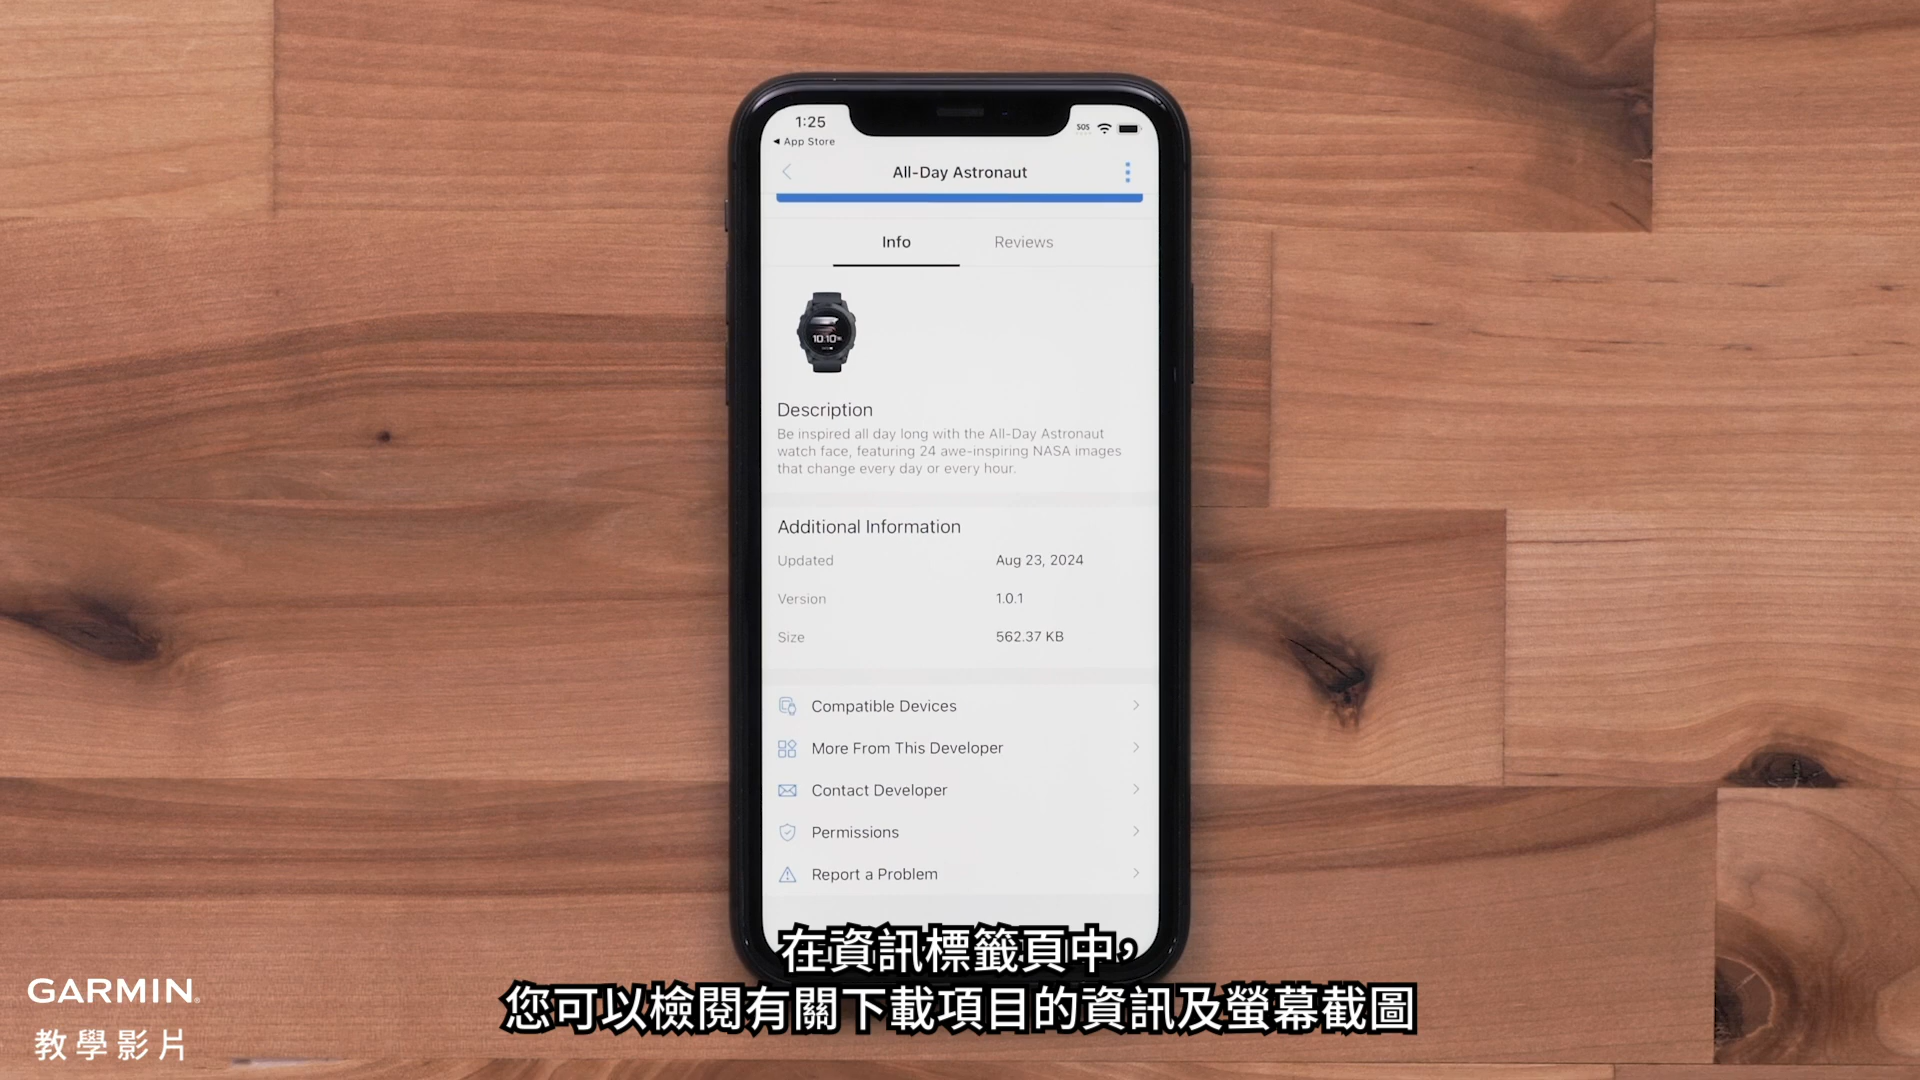 1:25
SOS
◀ App Store
All-Day Astronaut
Info
Reviews
10:10
Description
Be inspired all day long with the All-Day Astronaut
watch face, featuring 24 awe-inspiring NASA images
that change every day or every hour.
Additional Information
Updated
Aug 23, 2024
Version
1.0.1
Size
562.37 KB
Compatible Devices
More From This Developer
Contact Developer
Permissions
Report a Problem
在資訊標籤頁中，
您可以檢閱有關下載項目的資訊及螢幕截圖
GARMIN
教學影片